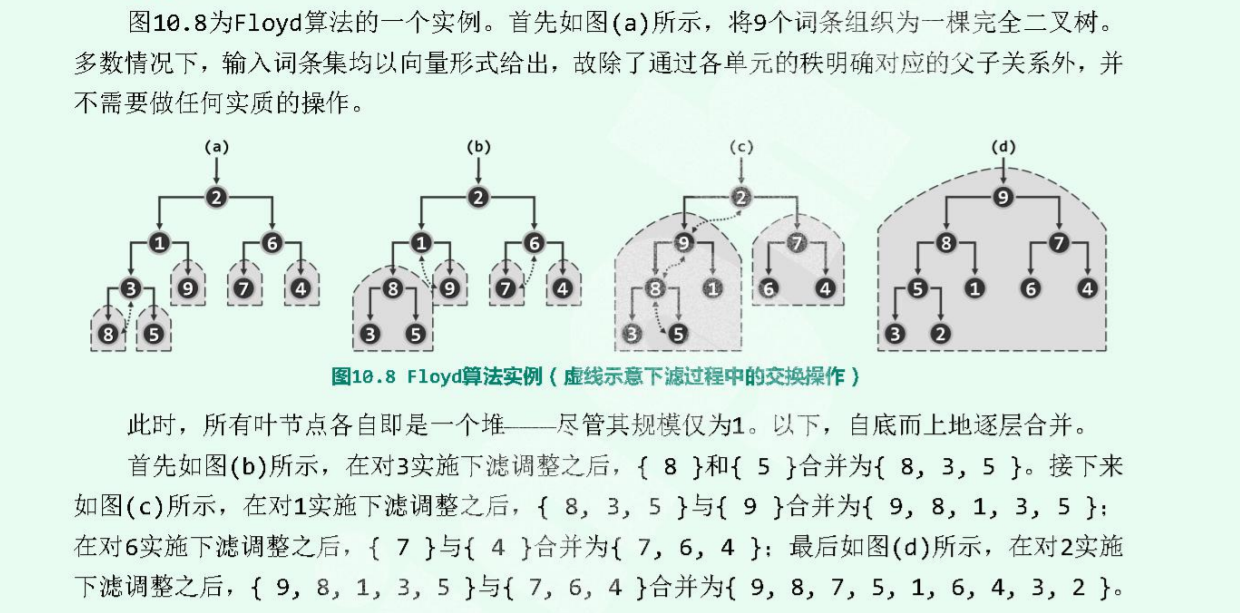 图10.8为Floyd算法的一个实例。首先如图(a)所示，将9个词条组织为一棵完全二叉树。
多数情况下，输入词条集均以向量形式给出，故除了通过各单元的秩明确对应的父子关系外，并
不需要做任何实质的操作。
(a) (b) (c) (d)
2 2 2 9
1 6 1 6 9 7 8 7
3 9 7 4 8 9 7 4 8 1 6 4 5 1 6 4
8 5 3 5 3 5 3 2
图10.8 Floyd算法实例（虚线示意下滤过程中的交换操作）
此时，所有叶节点各自即是一个堆——尽管其规模仅为1。以下，自底而上地逐层合并。
首先如图(b)所示，在对3实施下滤调整之后，{ 8 }和{ 5 }合并为{ 8, 3, 5 }。接下来
如图(c)所示，在对1实施下滤调整之后，{ 8, 3, 5 }与{ 9 }合并为{ 9, 8, 1, 3, 5 }；
在对6实施下滤调整之后，{ 7 }与{ 4 }合并为{ 7, 6, 4 }；最后如图(d)所示，在对2实施
下滤调整之后，{ 9, 8, 1, 3, 5 }与{ 7, 6, 4 }合并为{ 9, 8, 7, 5, 1, 6, 4, 3, 2 }。